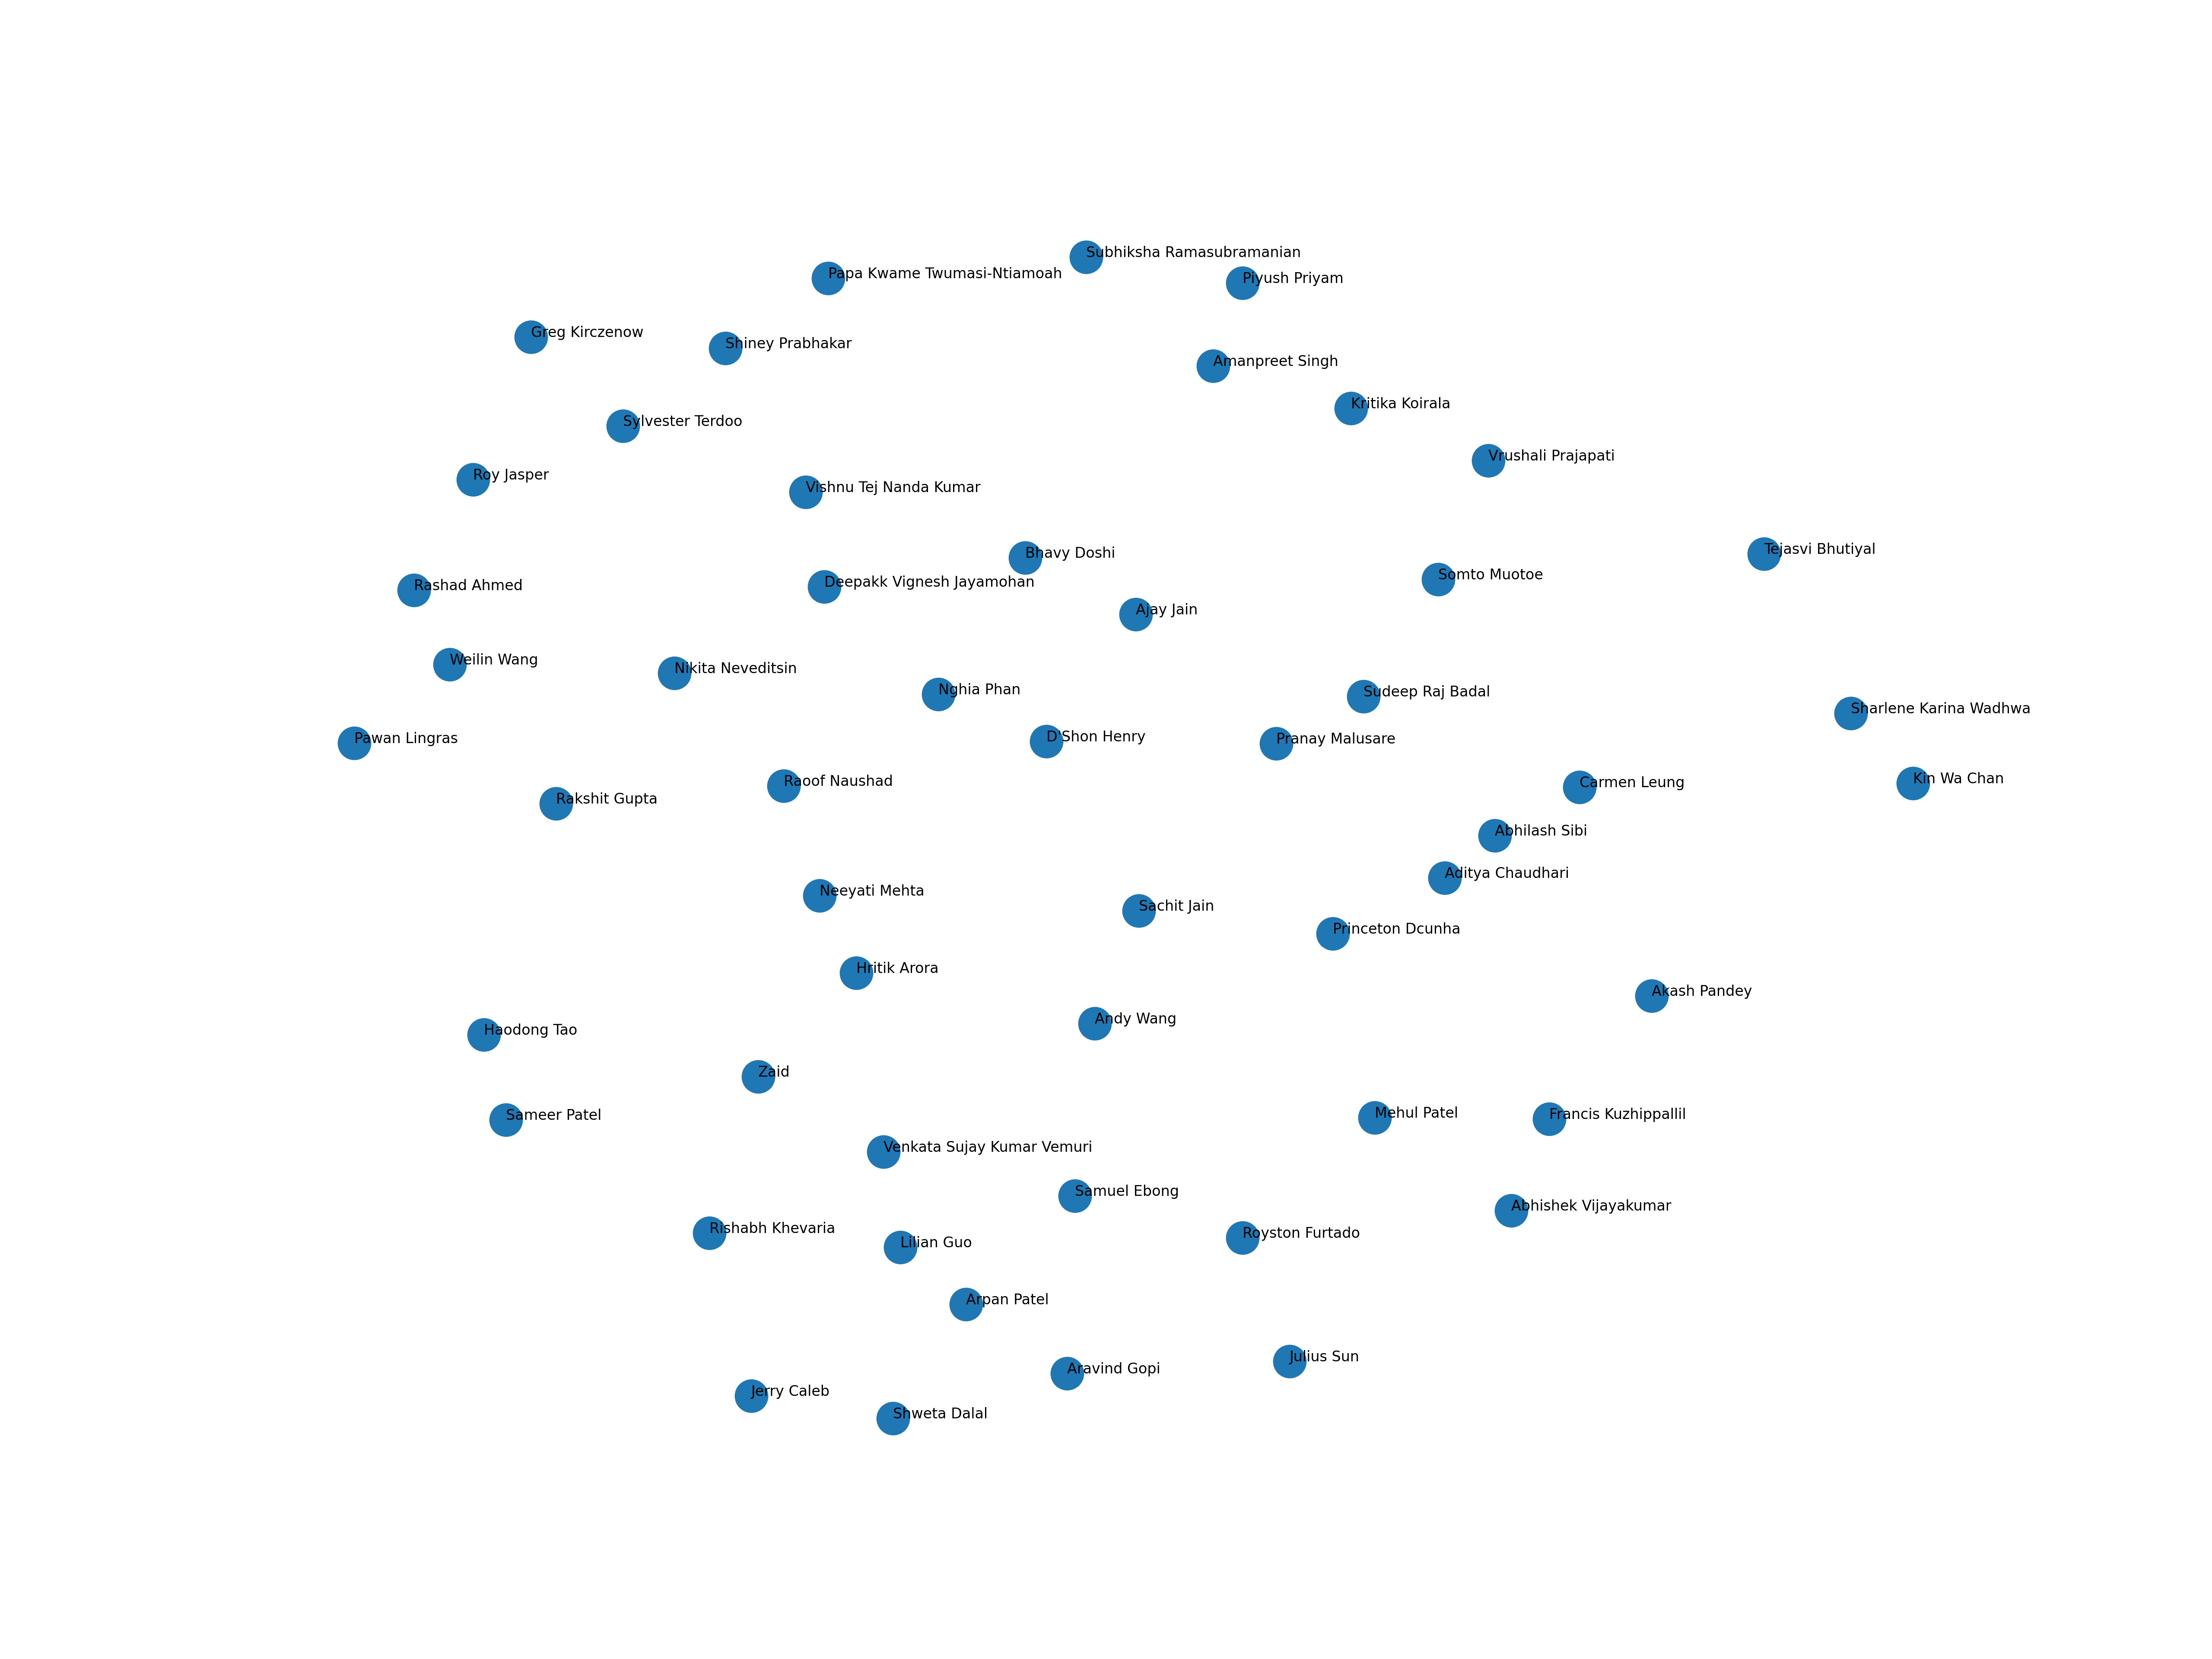 Subhiksha Ramasubramanian
Papa Kwame Twumasi-Ntiamoah
Piyush Priyam
Greg Kirczenow
Shiney Prabhakar
Amanpreet Singh
Kritika Koirala
Sylvester Terdoo
Vrushali Prajapati
Roy Jasper
Vishnu Tej Nanda Kumar
Bhavy Doshi
Tejasvi Bhutiyal
Somto Muotoe
Rashad Ahmed
Deepakk Vignesh Jayamohan
Ajay Jain
Weilin Wang
Nikita Neveditsin
Nghia Phan
Sudeep Raj Badal
Sharlene Karina Wadhwa
Pawan Lingras
D'Shon Henry
Pranay Malusare
Raoof Naushad
Carmen Leung
Kin Wa Chan
Rakshit Gupta
Abhilash Sibi
Aditya Chaudhari
Neeyati Mehta
Sachit Jain
Princeton Dcunha
Hritik Arora
Akash Pandey
Andy Wang
Haodong Tao
Zaid
Sameer Patel
Mehul Patel
Francis Kuzhippallil
Venkata Sujay Kumar Vemuri
Samuel Ebong
Abhishek Vijayakumar
Rishabh Khevaria
Lilian Guo
Royston Furtado
Arpan Patel
Julius Sun
Aravind Gopi
Jerry Caleb
Shweta Dalal